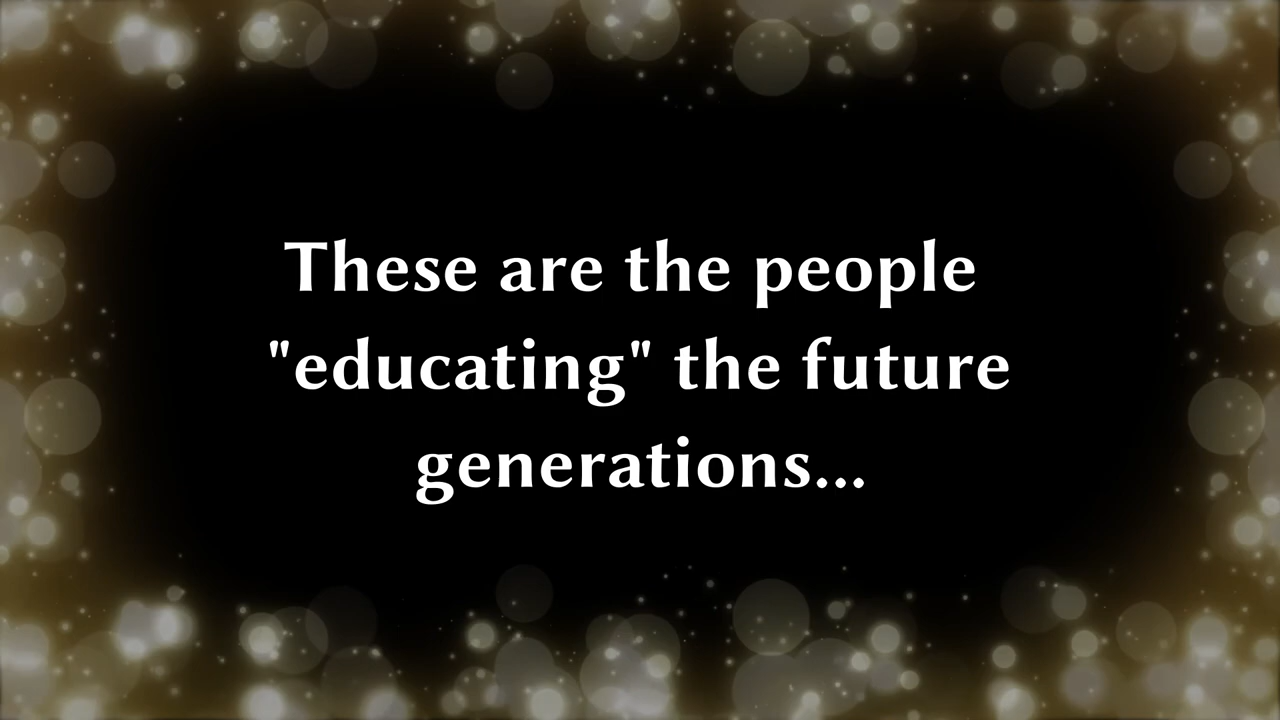 These are the people
"educating" the future
generations...